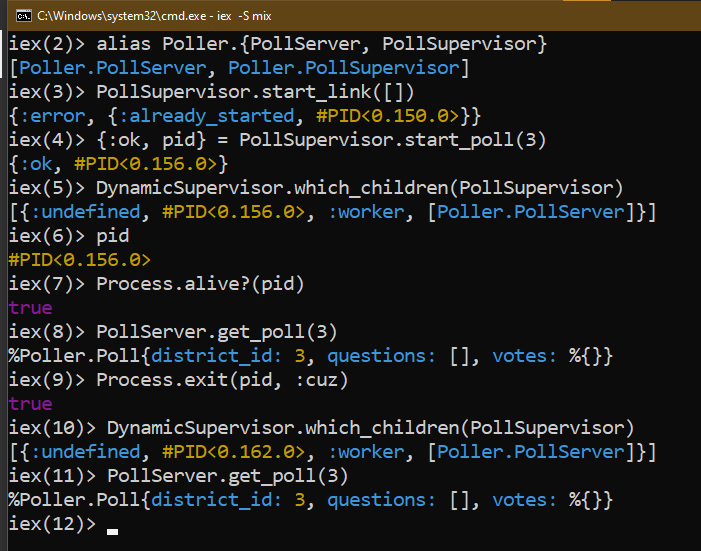 C:\Windows\system32\cmd.exe - iex -S mix
iex(2)> alias Poller.{PollServer, PollSupervisor}
[Poller.PollServer, Poller.PollSupervisor]
iex(3)> PollSupervisor.start_link([])
{:error, {:already_started, #PID<0.150.0>}}
iex(4)> {:ok, pid} = PollSupervisor.start_poll(3)
{:ok, #PID<0.156.0>}
iex(5)> DynamicSupervisor.which_children(PollSupervisor)
[{:undefined, #PID<0.156.0>, :worker, [Poller.PollServer]}]
iex(6)> pid
#PID<0.156.0>
iex(7)> Process.alive?(pid)
true
iex(8)> PollServer.get_poll(3)
%Poller.Poll{district_id: 3, questions: [], votes: %{}}
iex(9)> Process.exit(pid, :cuz)
true
iex(10)> DynamicSupervisor.which_children(PollSupervisor)
[{:undefined, #PID<0.162.0>, :worker, [Poller.PollServer]}]
iex(11)> PollServer.get_poll(3)
%Poller.Poll{district_id: 3, questions: [], votes: %{}}
iex(12)>